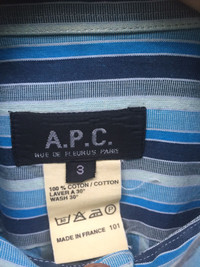 A.P.C.
RUE DE FLEURUS PARIS
3
100 % COTON / COTTON
LAVER A 30°
WASH 30°
MADE IN FRANCE 101